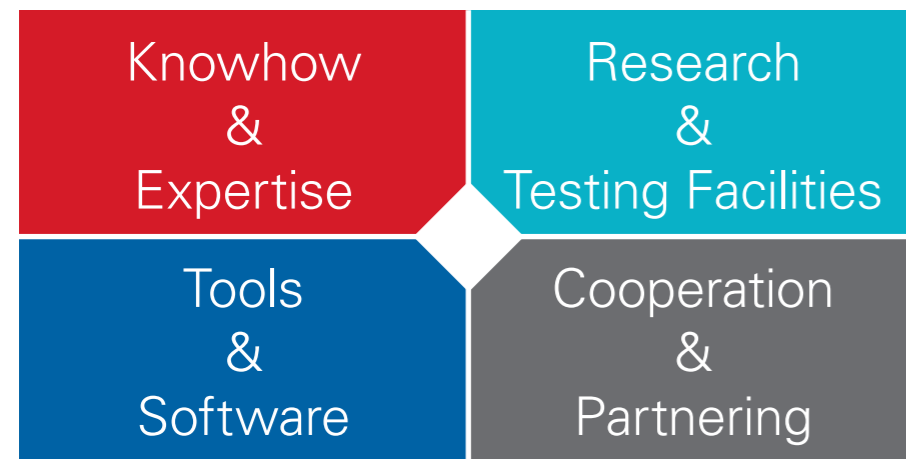 Knowhow
&
Expertise
Research
&
Testing Facilities
Tools
&
Software
Cooperation
&
Partnering